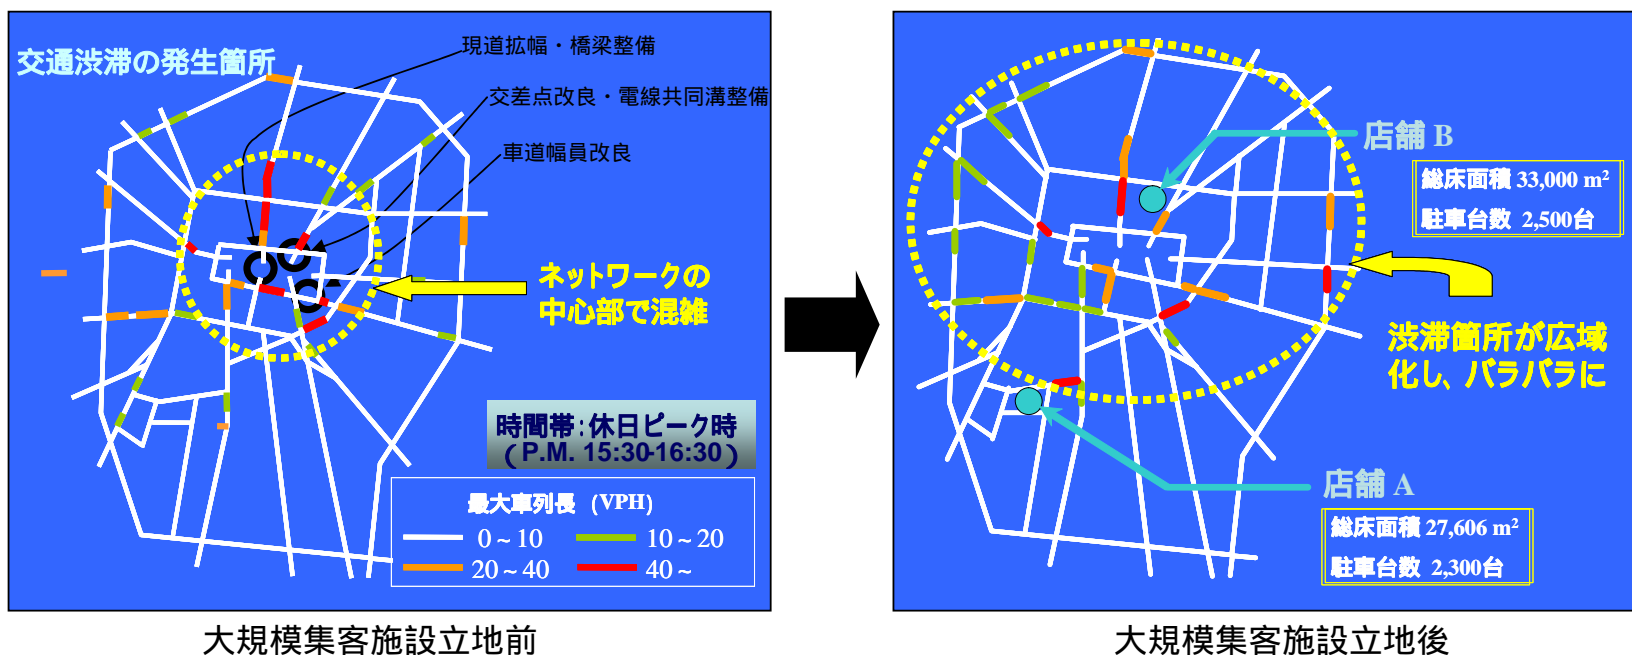 交通渋滞の発生箇所
現道拡幅・橋梁整備
交差点改良・電線共同溝整備
車道幅員改良
ネットワークの
中心部で混雑
時間帯:休日ピーク時
(P.M. 15:30-16:30)
最大車列長 (VPH)
0~10
10~20
20~40
40~
大規模集客施設立地前
店舗 B
総床面積 33,000 m²
駐車台数 2,500台
渋滞箇所が広域
化し、バラバラに
店舗 A
総床面積 27,606 m²
駐車台数 2,300台
大規模集客施設立地後